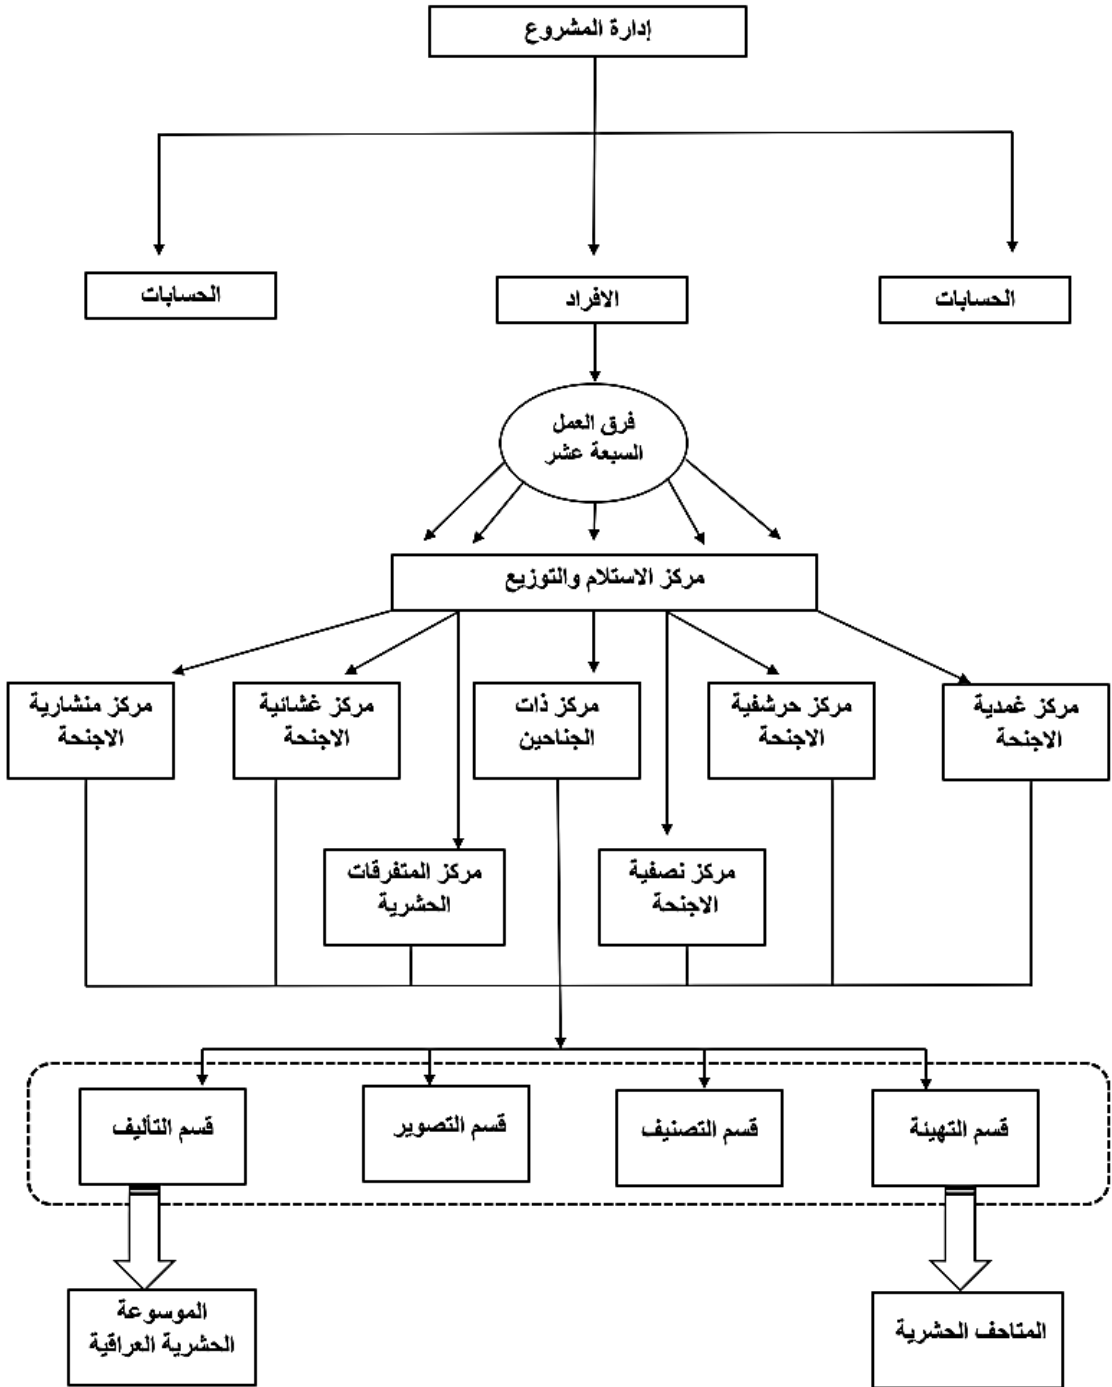 إدارة المشروع
الحسابات
الافراد
الحسابات
فرق العمل
السبعة عشر
مركز الاستلام والتوزيع
مركز غمدية
الاجنحة
مركز حرشفية
الاجنحة
مركز ذات
الجناحين
مركز غشائية
الاجنحة
مركز منشارية
الاجنحة
مركز نصفية
الاجنحة
مركز المتفرقات
الحشرية
قسم التهيئة
قسم التصنيف
قسم التصوير
قسم التأليف
المتاحف الحشرية
الموسوعة
الحشرية العراقية